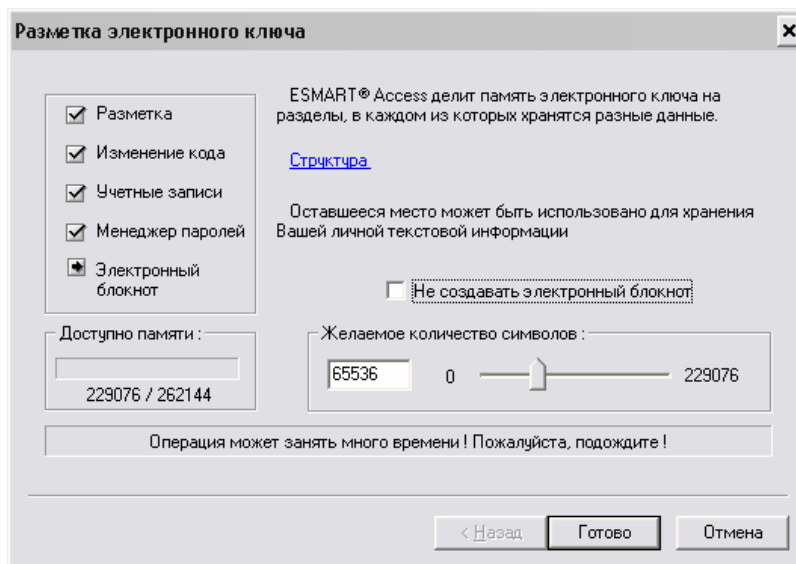 Разметка электронного ключа
Разметка
Изменение кода
Учетные записи
Менеджер паролей
Электронный
блокнот
ESMART® Access делит память электронного ключа на
разделы, в каждом из которых хранятся разные данные.
Структура
Оставшееся место может быть использовано для хранения
Вашей личной текстовой информации
Не создавать электронный блокнот
Доступно памяти :
229076 / 262144
Желаемое количество символов :
65536 0 229076
Операция может занять много времени ! Пожалуйста, подождите !
< Назад Готово Отмена